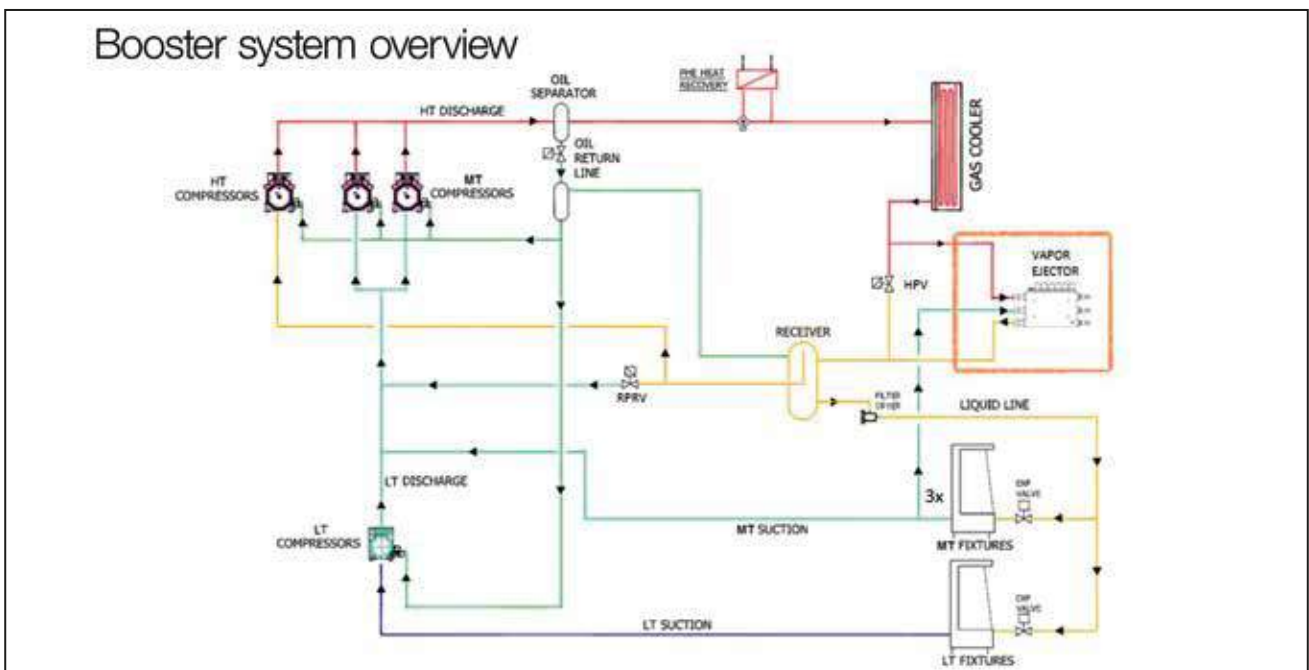 Booster system overview
OIL
SEPARATOR
PHE HEAT
RECOVERY
HT DISCHARGE
GAS COOLER
OIL
RETURN
LINE
HT
COMPRESSORS
MT
COMPRESSORS
VAPOR
EJECTOR
HPV
RECEIVER
RPRV
FILTER
DRYER
LIQUID LINE
LT DISCHARGE
3x
EXP
VALVE
LT
COMPRESSORS
MT SUCTION
MT FIXTURES
EXP
VALVE
LT SUCTION
LT FIXTURES